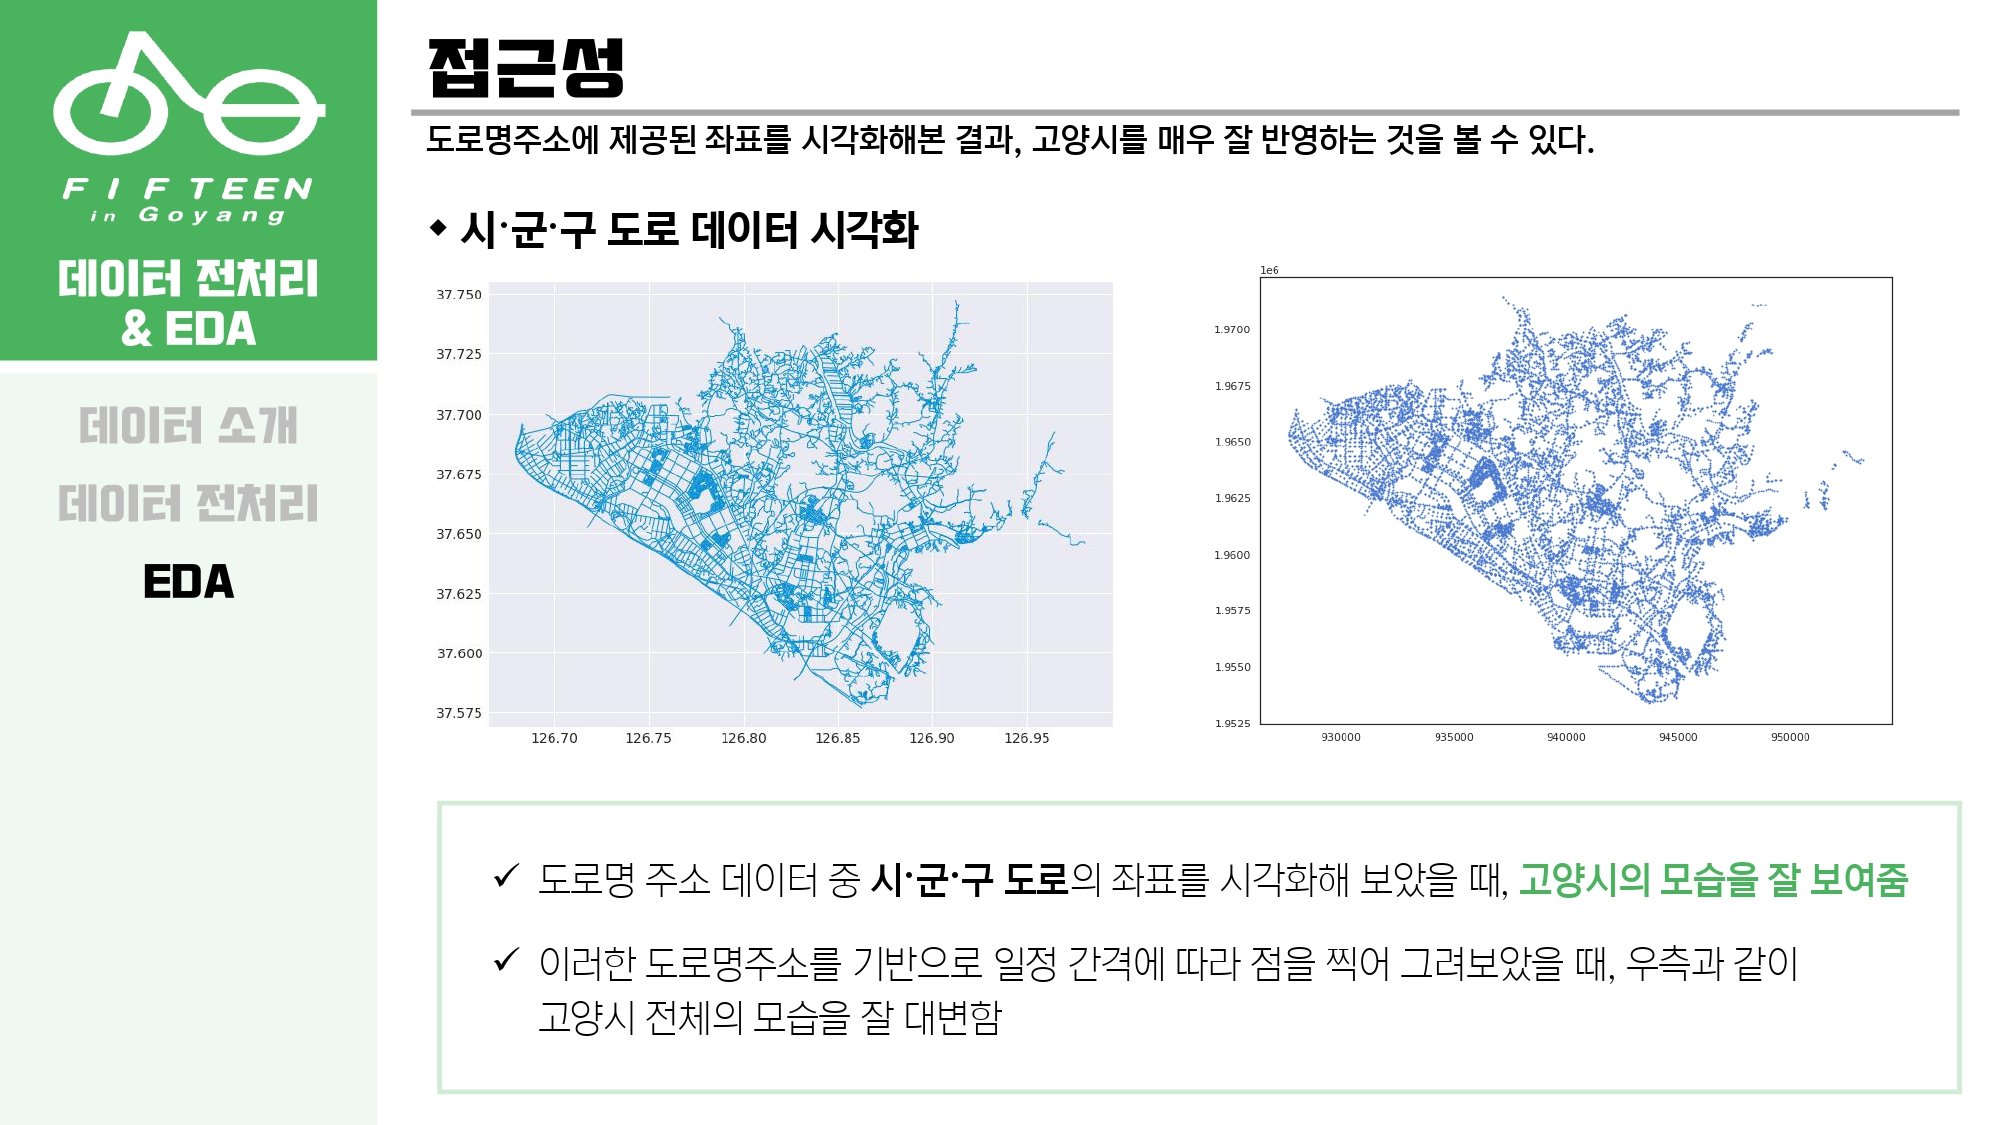 FIFTEEN
in Goyang
데이터 전처리
& EDA
데이터 소개
데이터 전처리
EDA
접근성
도로명주소에 제공된 좌표를 시각화해본 결과, 고양시를 매우 잘 반영하는 것을 볼 수 있다.
◆ 시·군·구 도로 데이터 시각화
37.750
37.725
37.700
37.675
37.650
37.625
37.600
37.575
126.70 126.75 126.80 126.85 126.90 126.95
1e6
1.9700
1.9675
1.9650
1.9625
1.9600
1.9575
1.9550
1.9525
930000 935000 940000 945000 950000
✓ 도로명 주소 데이터 중 시·군·구 도로의 좌표를 시각화해 보았을 때, 고양시의 모습을 잘 보여줌
✓ 이러한 도로명주소를 기반으로 일정 간격에 따라 점을 찍어 그려보았을 때, 우측과 같이
고양시 전체의 모습을 잘 대변함